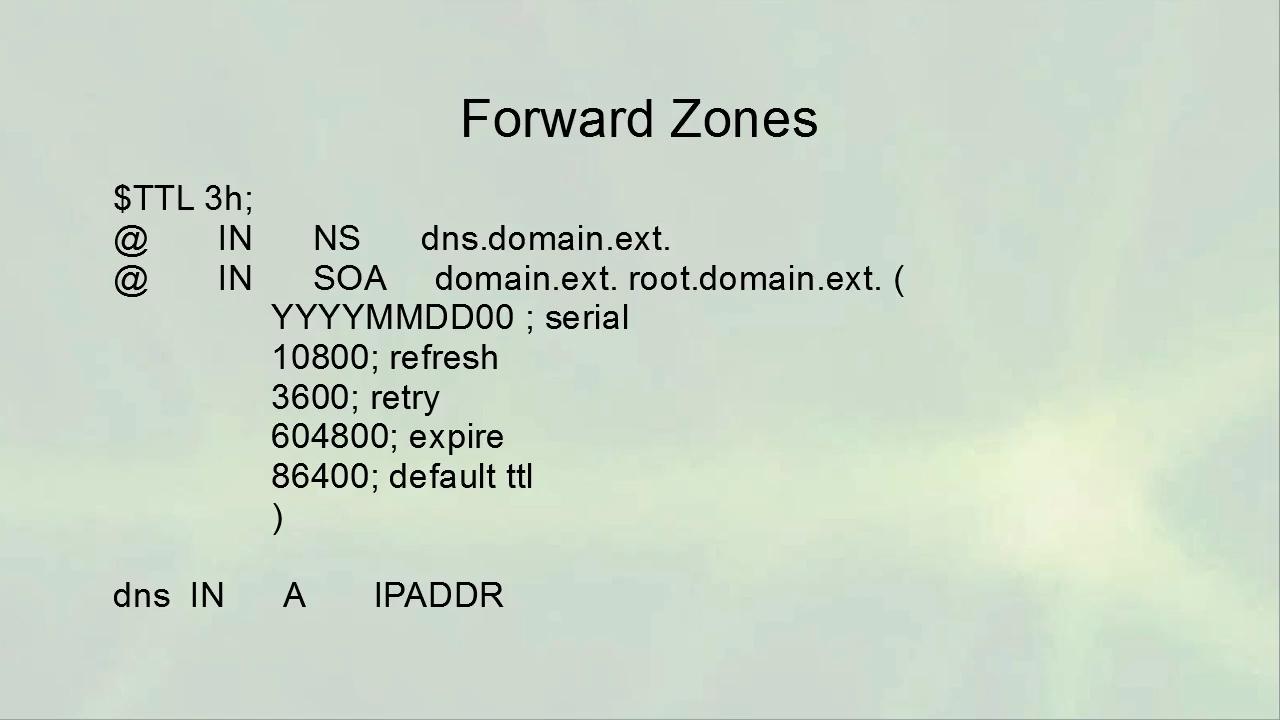 Forward Zones
$TTL 3h;
@ IN NS dns.domain.ext.
@ IN SOA domain.ext. root.domain.ext. (
YYYYMMDD00 ; serial
10800; refresh
3600; retry
604800; expire
86400; default ttl
)
dns IN A IPADDR